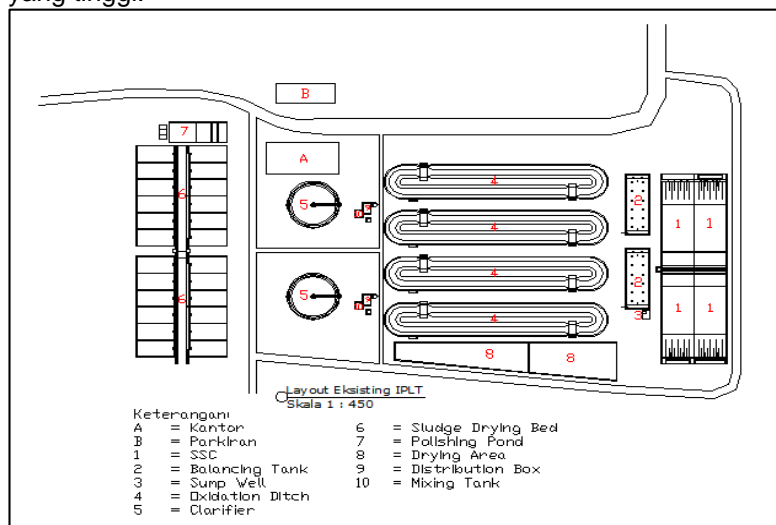 yang tinggi.
B
7
A
4
2
6
5
1 1
4
4
2
5
6
4
3
1 1
8 8
Layout Eksisting IPLT
Skala 1 : 450
Keterangan:
A = Kantor
B = Parkiran
1 = SSC
2 = Balancing Tank
3 = Sump Well
4 = Oxidation Ditch
5 = Clarifier
6 = Sludge Drying Bed
7 = Polishing Pond
8 = Drying Area
9 = Distribution Box
10 = Mixing Tank